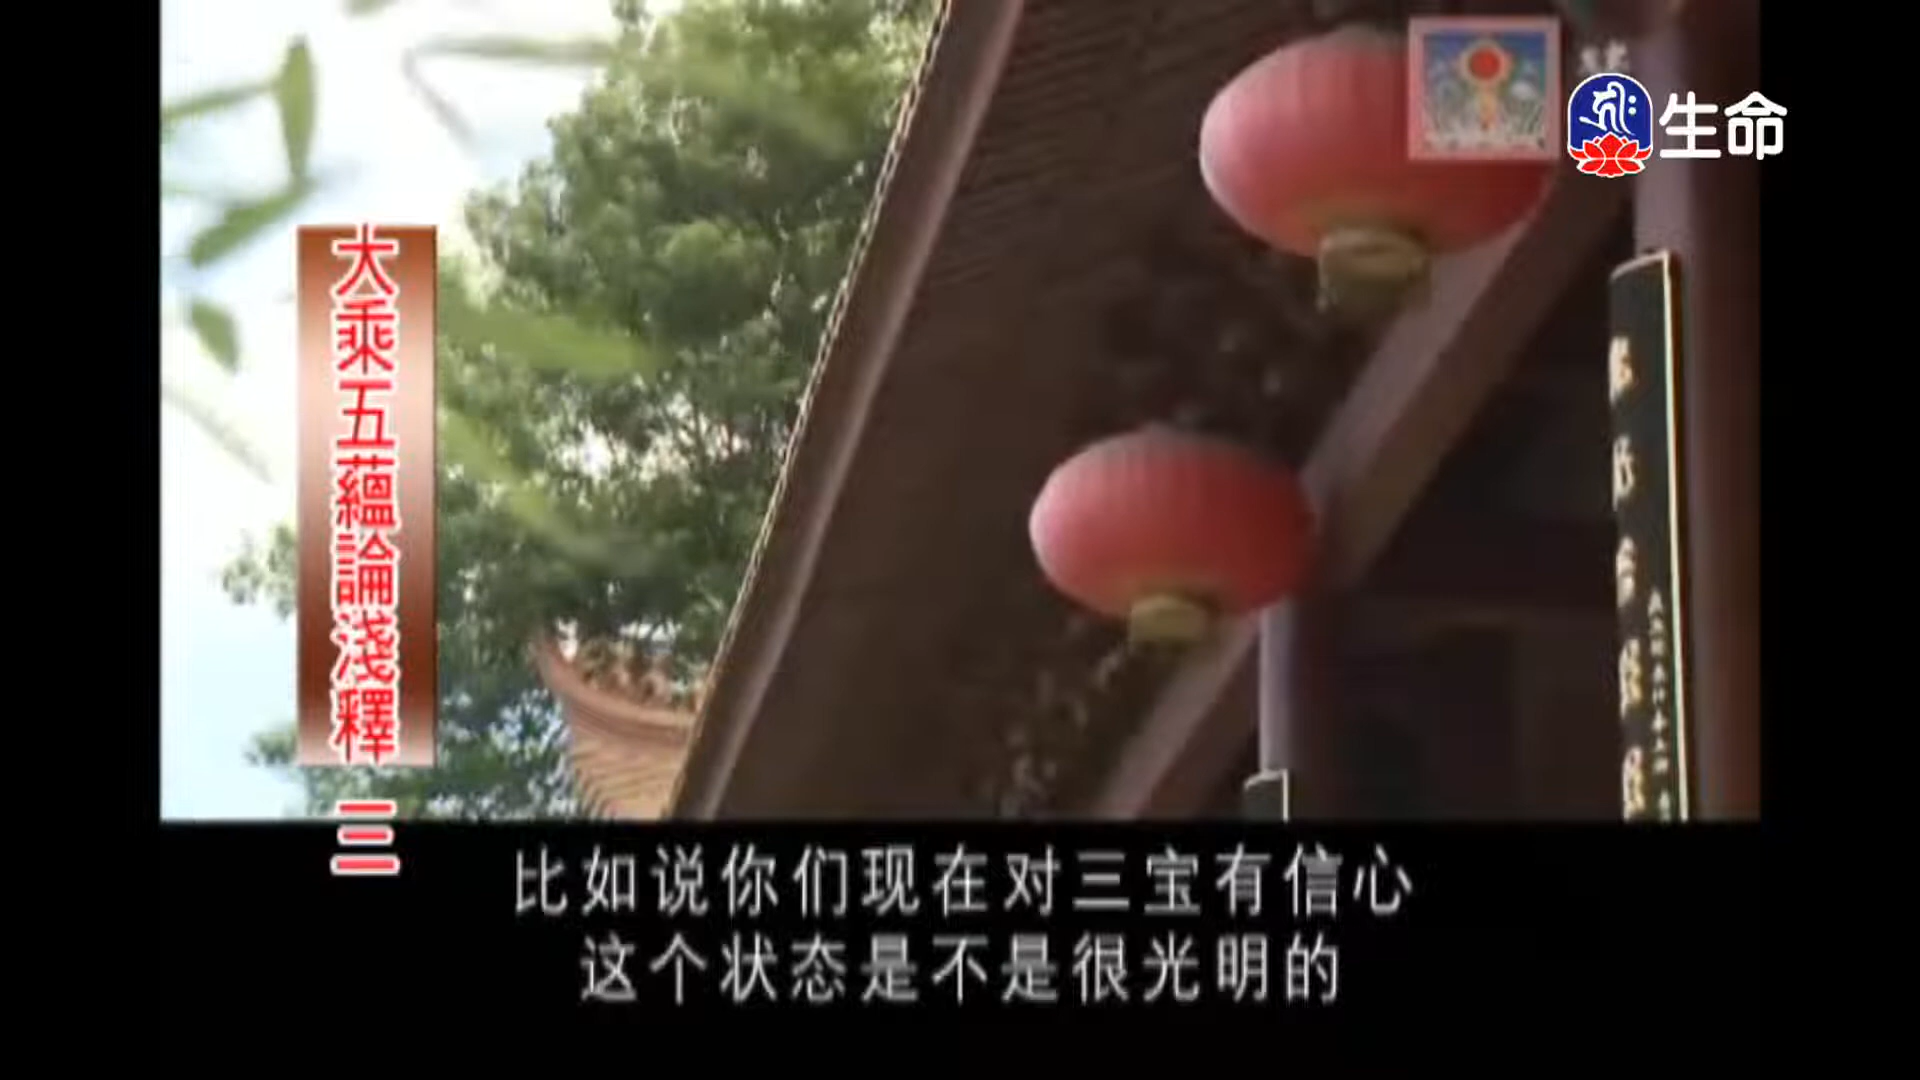 生命
大乘五蘊論淺釋 三
比如说你们现在对三宝有信心
这个状态是不是很光明的